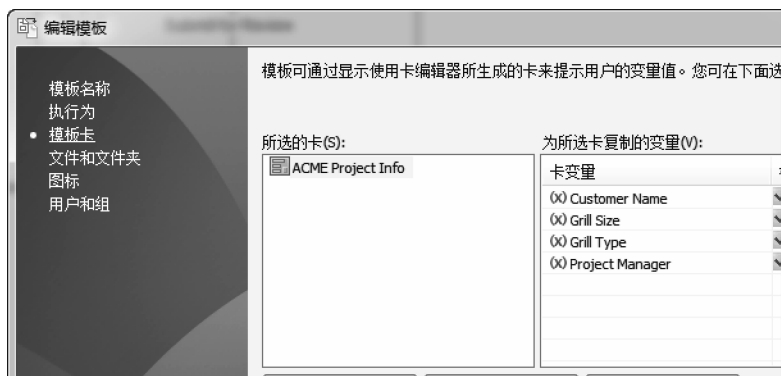 编辑模板
模板名称
执行为
模板卡
文件和文件夹
图标
用户和组
模板可通过显示使用卡编辑器所生成的卡来提示用户的变量值。您可在下面选
所选的卡(S):
ACME Project Info
为所选卡复制的变量(V):
卡变量
(x) Customer Name
(x) Grill Size
(x) Grill Type
(x) Project Manager